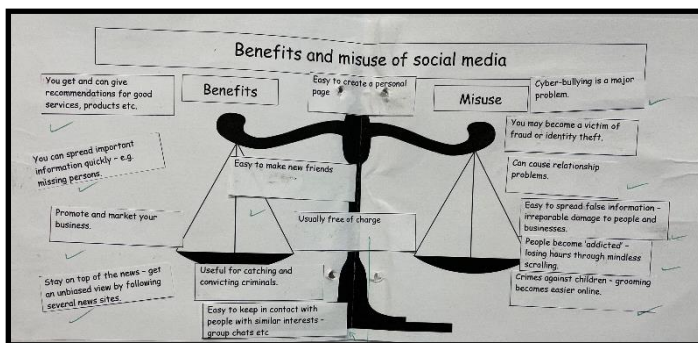 Benefits and misuse of social media
You get and can give
recommendations for good
services, products etc.
Benefits
Easy to create a personal
page
Misuse
Cyber-bullying is a major
problem.
You may become a victim of
fraud or identity theft.
You can spread important
information quickly - e.g.
missing persons.
Easy to make new friends
Can cause relationship
problems.
Promote and market your
business.
Usually free of charge
Easy to spread false information -
irreparable damage to people and
businesses.
People become 'addicted' -
losing hours through mindless
scrolling.
Stay on top of the news - get
an unbiased view by following
several news sites.
Useful for catching and
convicting criminals.
Crimes against children - grooming
becomes easier online.
Easy to keep in contact with
people with similar interests -
group chats etc